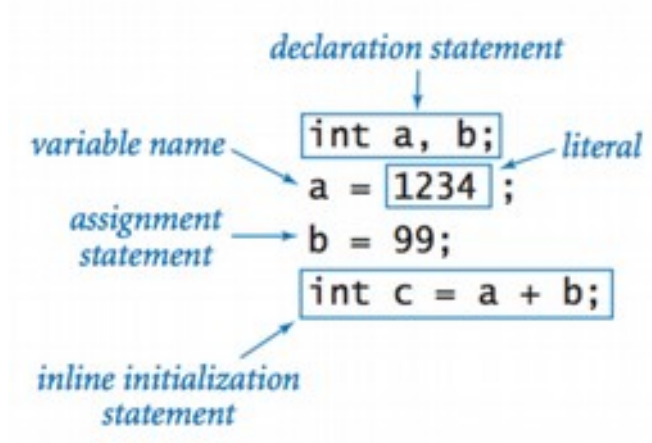 declaration statement
int a, b;
variable name
literal
a = 1234 ;
assignment
statement
b = 99;
int c = a + b;
inline initialization
statement